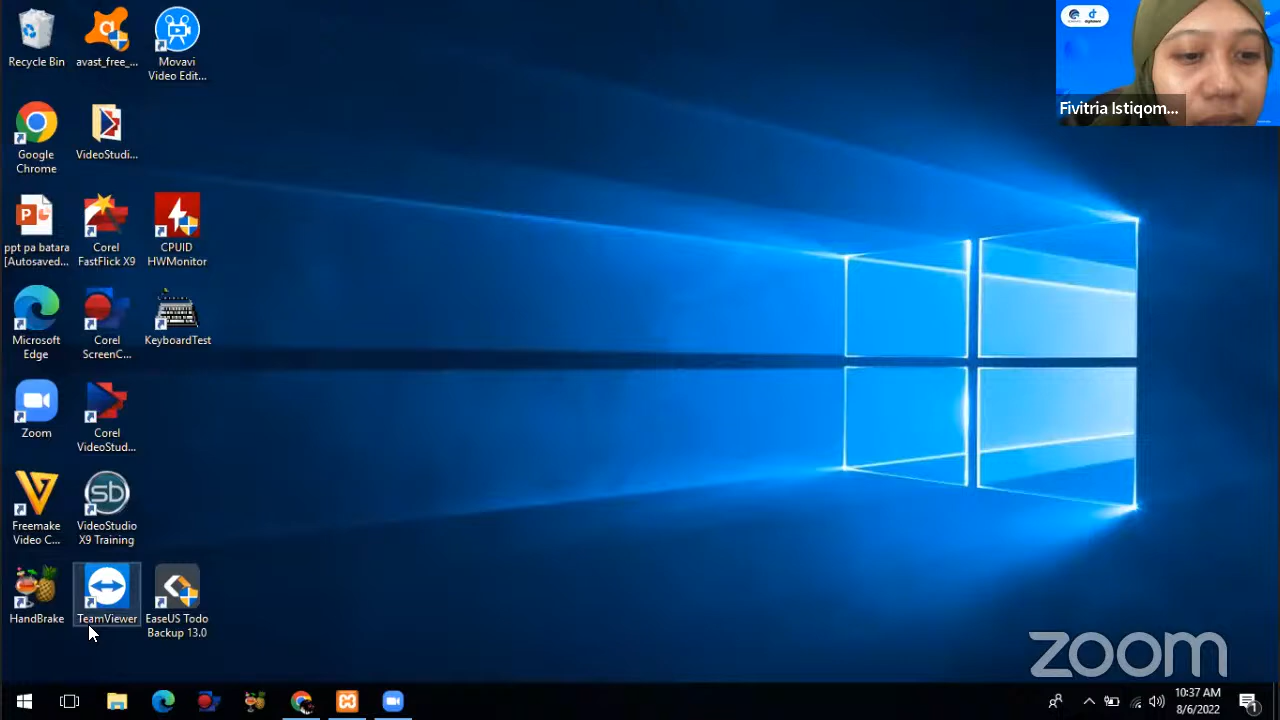 Recycle Bin
avast_free_...
Movavi
Video Edit...
Google
Chrome
VideoStudi...
ppt pa batara
[Autosaved...
Corel
FastFlick X9
CPUID
HWMonitor
Microsoft
Edge
Corel
ScreenC...
KeyboardTest
Zoom
Corel
VideoStud...
Freemake
Video C...
VideoStudio
X9 Training
HandBrake
TeamViewer
EaseUS Todo
Backup 13.0
Fivitria Istiqom...
zoom
10:37 AM
8/6/2022
1